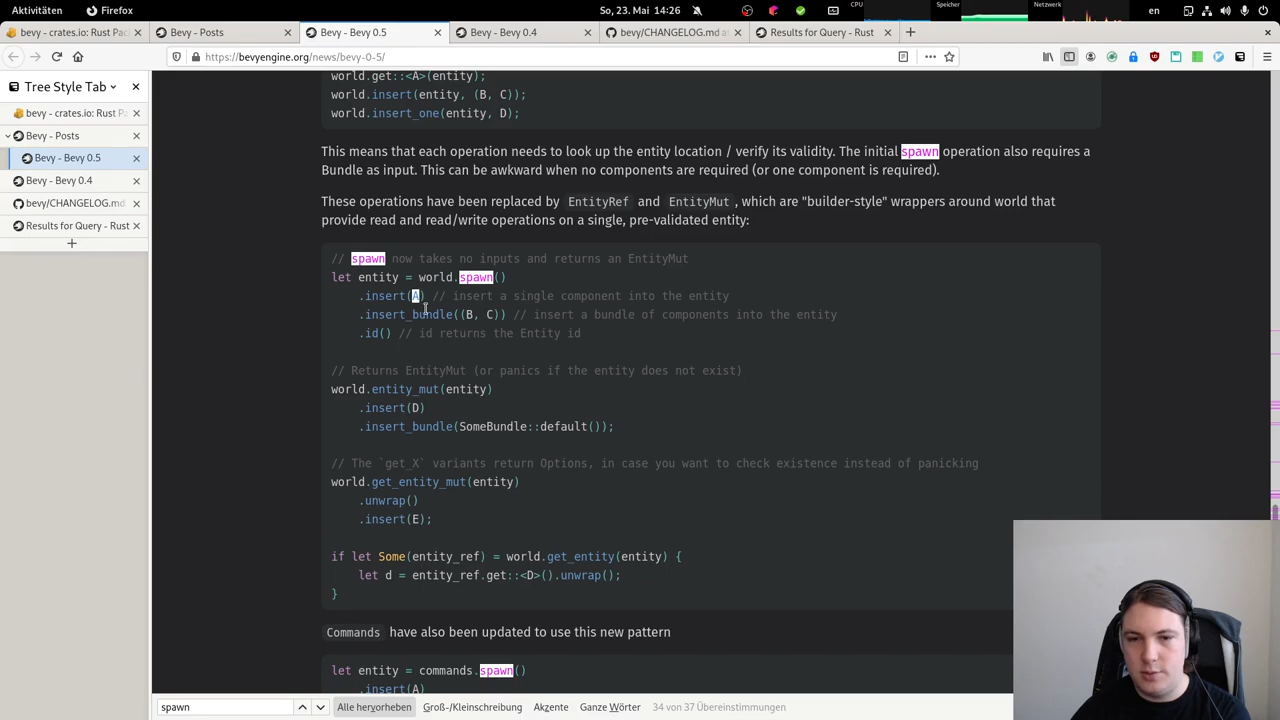 Aktivitäten
Firefox
So, 23. Mai 14:26
CPU
Speicher
Netzwerk
en
bevy - crates.io: Rust Pac
Bevy - Posts
Bevy - Bevy 0.5
Bevy - Bevy 0.4
bevy/CHANGELOG.md at
Results for Query - Rust
https://bevyengine.org/news/bevy-0-5/
Tree Style Tab
bevy - crates.io: Rust Pa
Bevy - Posts
Bevy - Bevy 0.5
Bevy - Bevy 0.4
bevy/CHANGELOG.md
Results for Query - Rust
world.get::<A>(entity);
world.insert(entity, (B, C));
world.insert_one(entity, D);
This means that each operation needs to look up the entity location / verify its validity. The initial spawn operation also requires a
Bundle as input. This can be awkward when no components are required (or one component is required).
These operations have been replaced by EntityRef and EntityMut, which are "builder-style" wrappers around world that
provide read and read/write operations on a single, pre-validated entity:
// spawn now takes no inputs and returns an EntityMut
let entity = world.spawn()
.insert(A) // insert a single component into the entity
.insert_bundle((B, C)) // insert a bundle of components into the entity
.id() // id returns the Entity id
// Returns EntityMut (or panics if the entity does not exist)
world.entity_mut(entity)
.insert(D)
.insert_bundle(SomeBundle::default());
// The `get_X` variants return Options, in case you want to check existence instead of panicking
world.get_entity_mut(entity)
.unwrap()
.insert(E);
if let Some(entity_ref) = world.get_entity(entity) {
let d = entity_ref.get::<D>().unwrap();
}
Commands have also been updated to use this new pattern
let entity = commands.spawn()
.insert(A)
spawn
Alle hervorheben
Groß-/Kleinschreibung
Akzente
Ganze Wörter
34 von 37 Übereinstimmungen